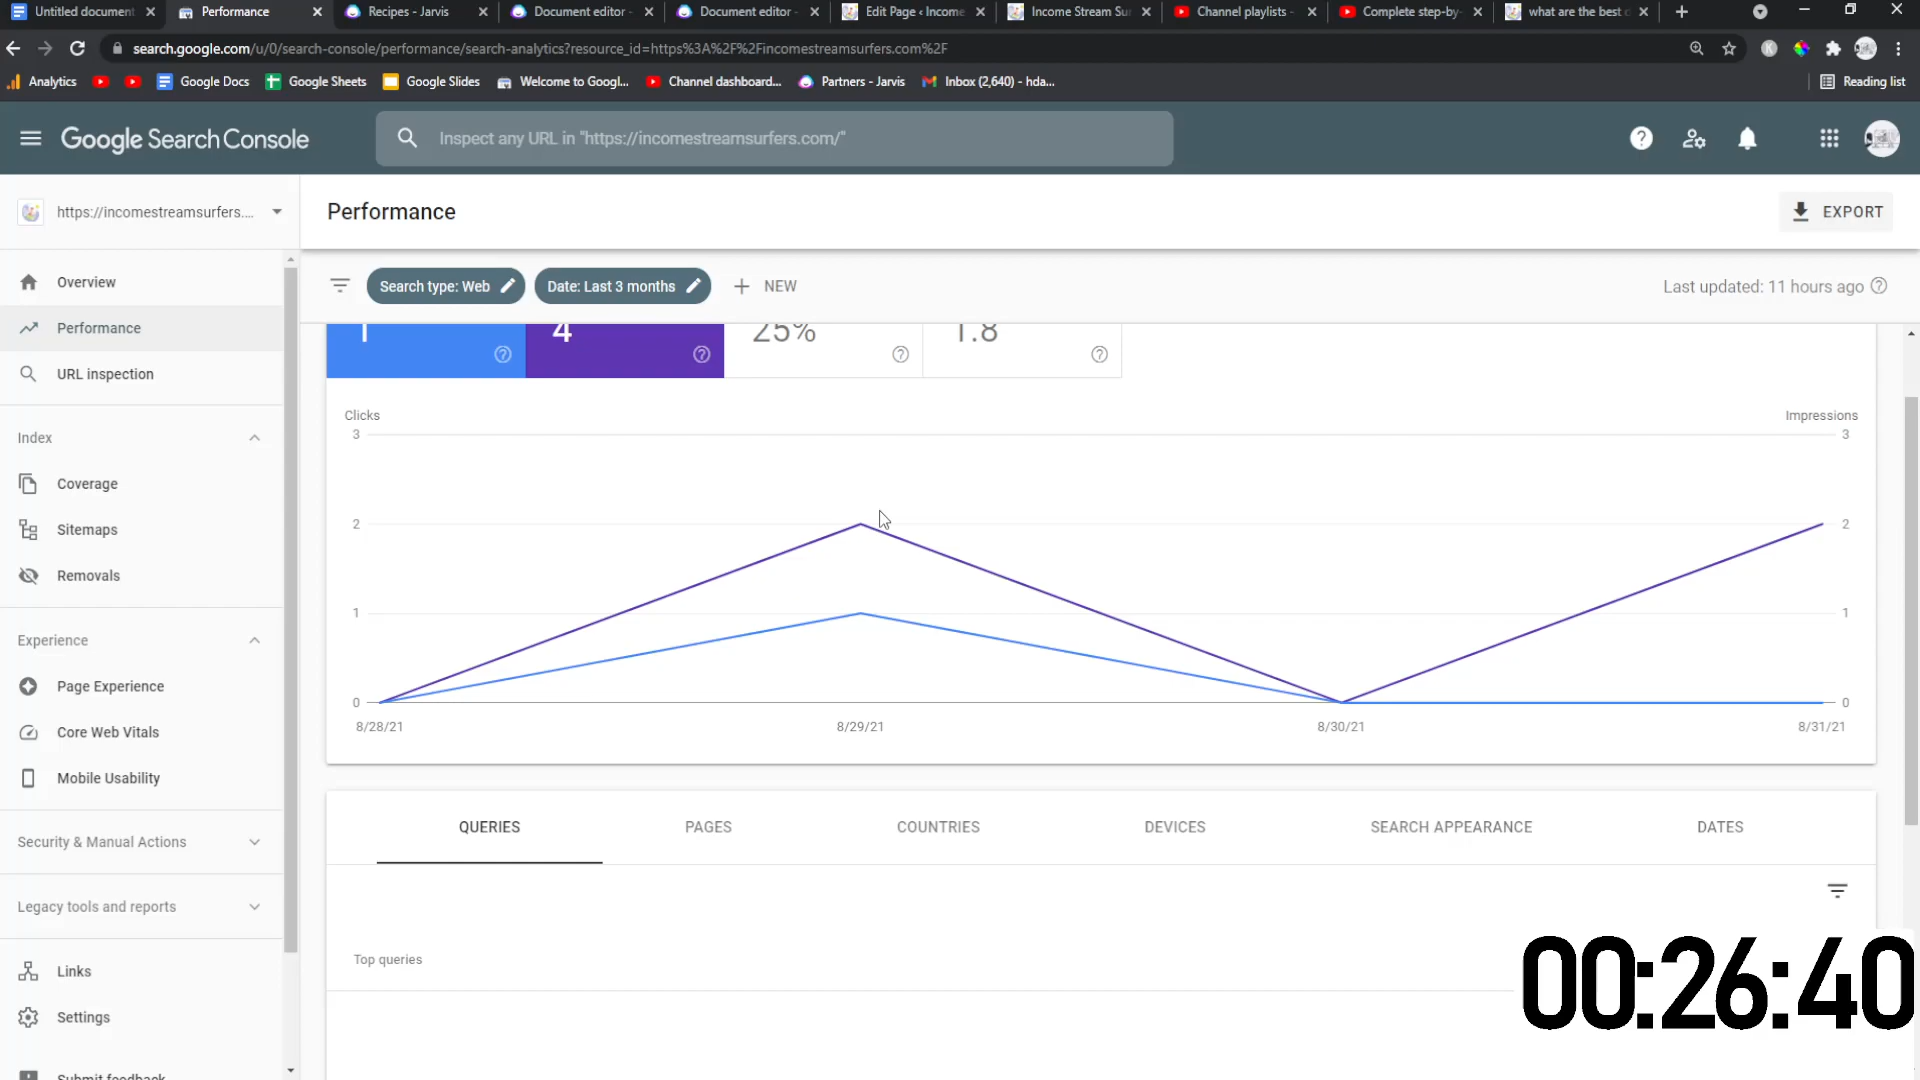 Untitled document
Performance
Recipes - Jarvis
Document editor -
Document editor -
Edit Page ‹ Income
Income Stream Su
Channel playlists -
Complete step-by-
what are the best
search.google.com/u/0/search-console/performance/search-analytics?resource_id=https%3A%2F%2Fincomestreamsurfers.com%2F
Analytics
Google Docs
Google Sheets
Google Slides
Welcome to Googl...
Channel dashboard...
Partners - Jarvis
Inbox (2,640) - hda...
Reading list
Google Search Console
Inspect any URL in "https://incomestreamsurfers.com/"
https://incomestreamsurfers....
Performance
EXPORT
Overview
Performance
URL inspection
Index
Coverage
Sitemaps
Removals
Experience
Page Experience
Core Web Vitals
Mobile Usability
Security & Manual Actions
Legacy tools and reports
Links
Settings
Submit feedback
Search type: Web
Date: Last 3 months
NEW
Last updated: 11 hours ago
1
4
25%
1.8
Clicks
Impressions
3
3
2
2
1
1
0
0
8/28/21
8/29/21
8/30/21
8/31/21
QUERIES
PAGES
COUNTRIES
DEVICES
SEARCH APPEARANCE
DATES
Top queries
00:26:40